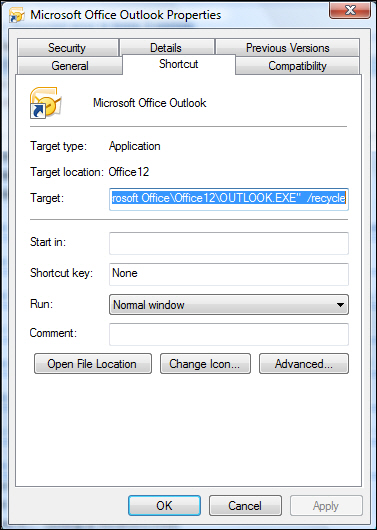 Microsoft Office Outlook Properties
Security Details Previous Versions
General Shortcut Compatibility
Microsoft Office Outlook
Target type: Application
Target location: Office12
Target: rosoft Office\Office12\OUTLOOK.EXE" /recycle
Start in:
Shortcut key: None
Run: Normal window
Comment:
Open File Location Change Icon... Advanced...
OK Cancel Apply